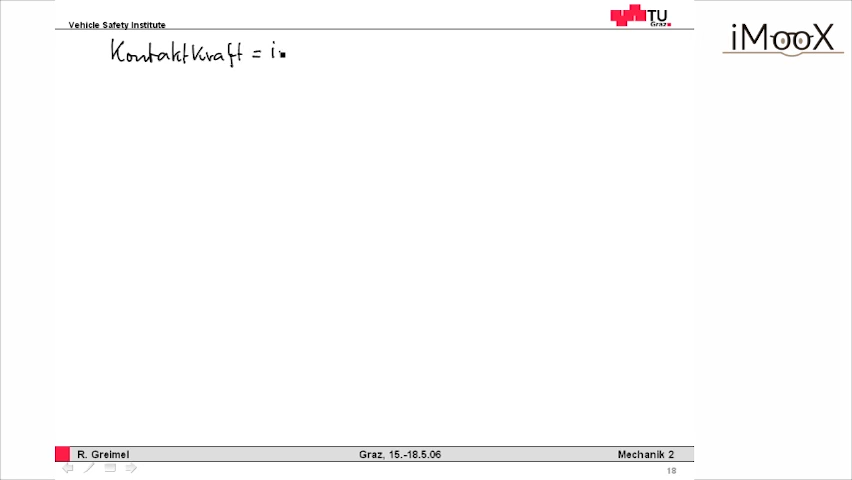 Vehicle Safety Institute
TU
Graz
iMooX
Kontaktkraft = i
R. Greimel
Graz, 15.-18.5.06
Mechanik 2
18